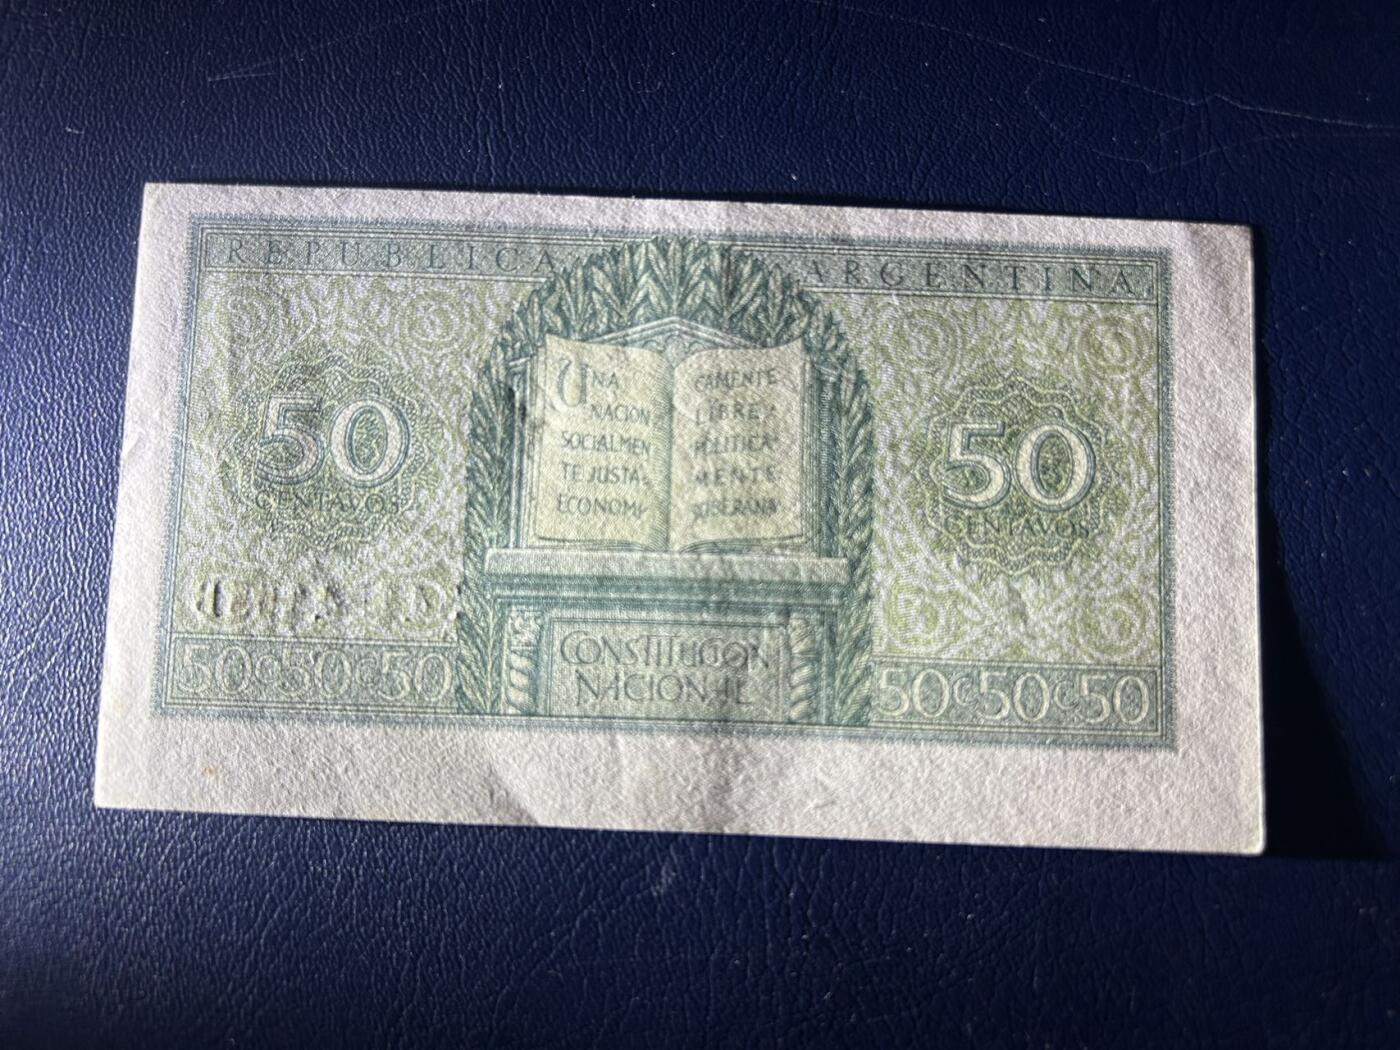 REPUBLICA ARGENTINA
UNA
NACION
SOCIALMEN
TE JUSTA,
ECONOMI-
CAMENTE
LIBRE Y
POLITICA-
MENTE
SOBERANA
50
CENTAVOS
50
CENTAVOS
CONSTITUCION
NACIONAL
50C50C50
50C50C50